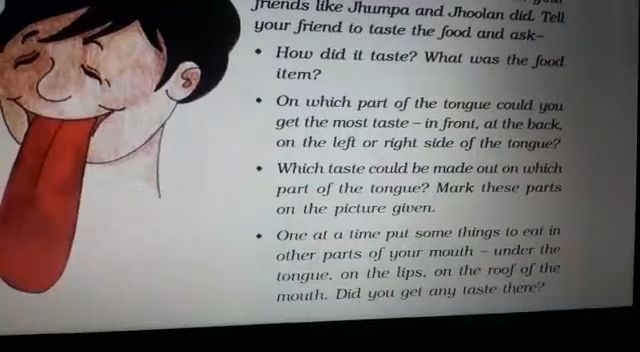 friends like Jhumpa and Jhoolan did. Tell
your friend to taste the food and ask–
• How did it taste? What was the food
item?
• On which part of the tongue could you
get the most taste – in front, at the back,
on the left or right side of the tongue?
• Which taste could be made out on which
part of the tongue? Mark these parts
on the picture given.
• One at a time put some things to eat in
other parts of your mouth – under the
tongue, on the lips, on the roof of the
mouth. Did you get any taste there?